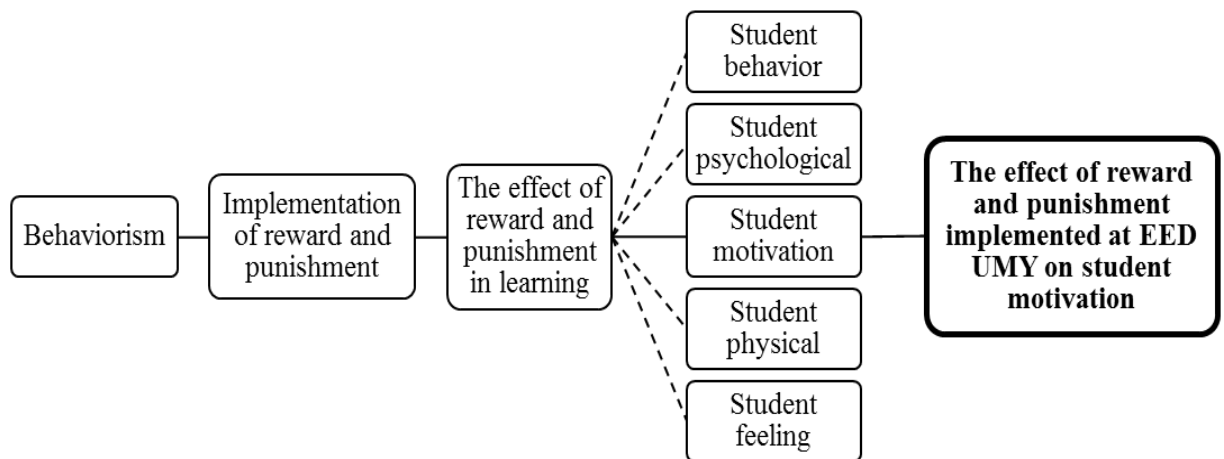 Behaviorism
Implementation
of reward and
punishment
The effect of
reward and
punishment
in learning
Student
behavior
Student
psychological
Student
motivation
Student
physical
Student
feeling
The effect of reward
and punishment
implemented at EED
UMY on student
motivation